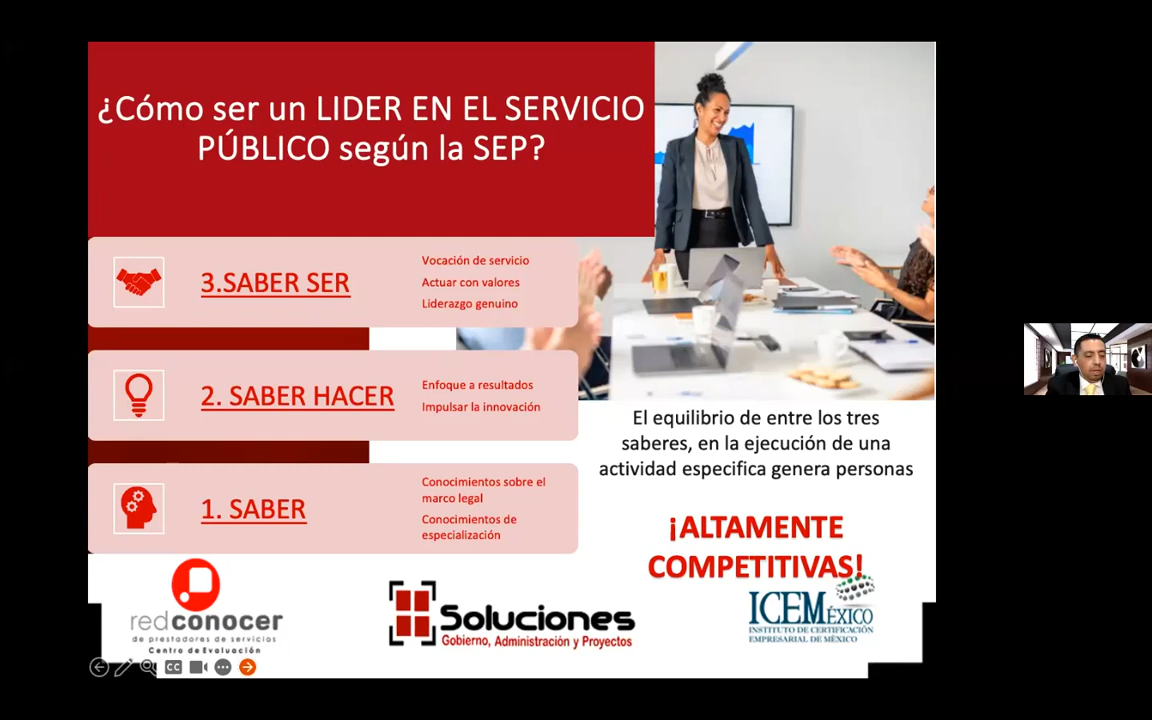 ¿Cómo ser un LIDER EN EL SERVICIO
PÚBLICO según la SEP?
3.SABER SER
Vocación de servicio
Actuar con valores
Liderazgo genuino
2. SABER HACER
Enfoque a resultados
Impulsar la innovación
1. SABER
Conocimientos sobre el
marco legal
Conocimientos de
especialización
El equilibrio de entre los tres
saberes, en la ejecución de una
actividad especifica genera personas
¡ALTAMENTE
COMPETITIVAS!
redconocer
de prestadores de servicios
Centro de Evaluación
Soluciones
Gobierno, Administración y Proyectos
ICEMÉXICO
INSTITUTO DE CERTIFICACIÓN
EMPRESARIAL DE MÉXICO
CC